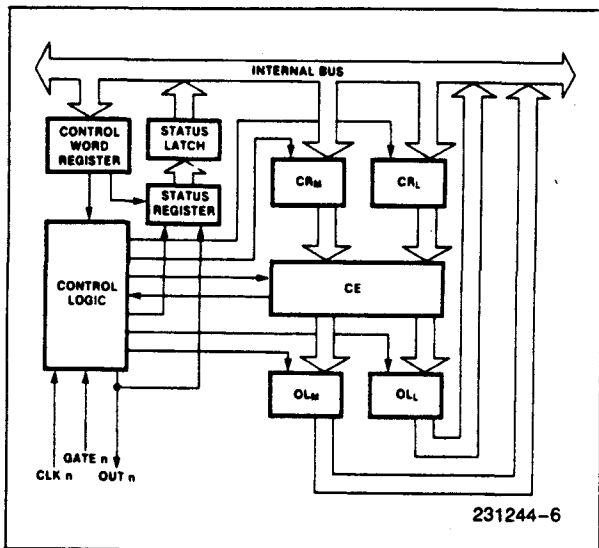 INTERNAL BUS
CONTROL
WORD
REGISTER
STATUS
LATCH
STATUS
REGISTER
CRM
CRL
CONTROL
LOGIC
CE
OLM
OLL
CLK n
GATE n
OUT n
231244-6